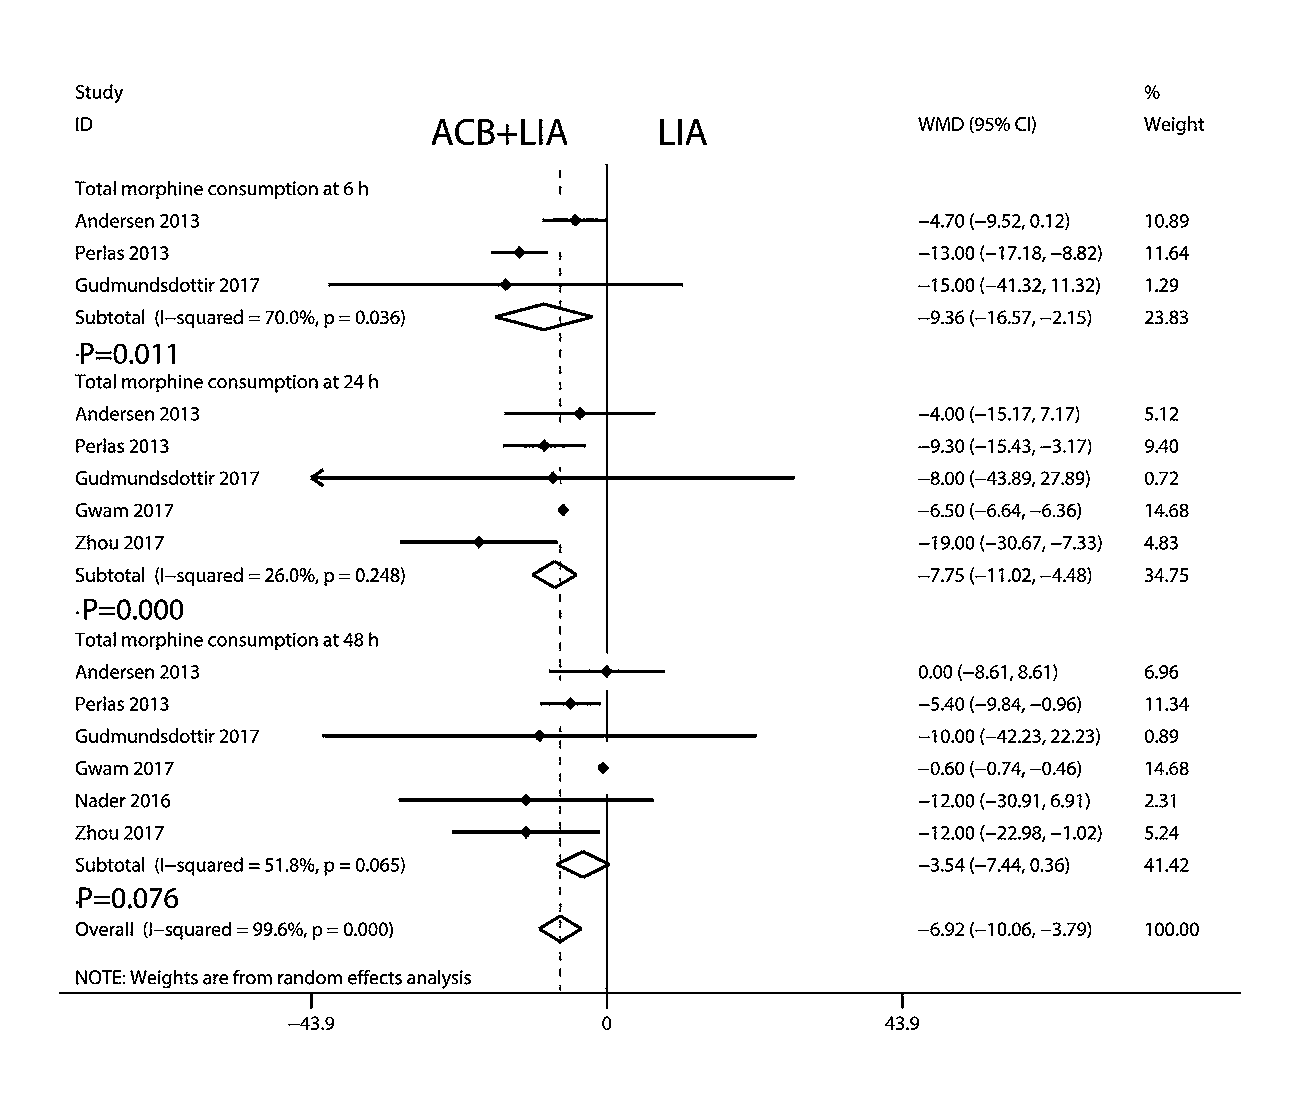 Study %
ID ACB+LIA LIA WMD (95% CI) Weight
Total morphine consumption at 6 h
Andersen 2013 −4.70 (−9.52, 0.12) 10.89
Perlas 2013 −13.00 (−17.18, −8.82) 11.64
Gudmundsdottir 2017 −15.00 (−41.32, 11.32) 1.29
Subtotal (I−squared = 70.0%, p = 0.036) −9.36 (−16.57, −2.15) 23.83
.P=0.011
Total morphine consumption at 24 h
Andersen 2013 −4.00 (−15.17, 7.17) 5.12
Perlas 2013 −9.30 (−15.43, −3.17) 9.40
Gudmundsdottir 2017 −8.00 (−43.89, 27.89) 0.72
Gwam 2017 −6.50 (−6.64, −6.36) 14.68
Zhou 2017 −19.00 (−30.67, −7.33) 4.83
Subtotal (I−squared = 26.0%, p = 0.248) −7.75 (−11.02, −4.48) 34.75
.P=0.000
Total morphine consumption at 48 h
Andersen 2013 0.00 (−8.61, 8.61) 6.96
Perlas 2013 −5.40 (−9.84, −0.96) 11.34
Gudmundsdottir 2017 −10.00 (−42.23, 22.23) 0.89
Gwam 2017 −0.60 (−0.74, −0.46) 14.68
Nader 2016 −12.00 (−30.91, 6.91) 2.31
Zhou 2017 −12.00 (−22.98, −1.02) 5.24
Subtotal (I−squared = 51.8%, p = 0.065) −3.54 (−7.44, 0.36) 41.42
.P=0.076
Overall (I−squared = 99.6%, p = 0.000) −6.92 (−10.06, −3.79) 100.00
NOTE: Weights are from random effects analysis
−43.9 0 43.9